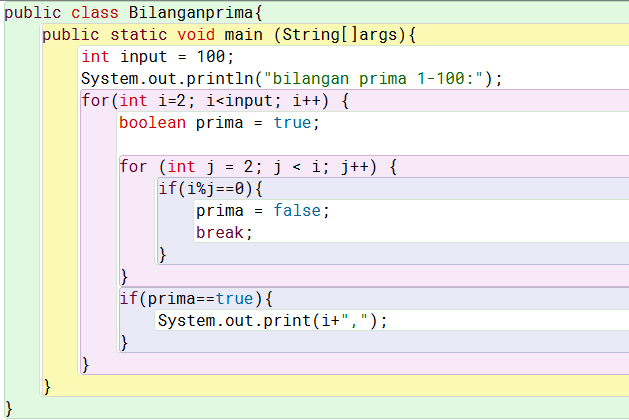 public class Bilanganprima{
public static void main (String[]args){
int input = 100;
System.out.println("bilangan prima 1-100:");
for(int i=2; i<input; i++) {
boolean prima = true;
for (int j = 2; j < i; j++) {
if(i%j==0){
prima = false;
break;
}
}
if(prima==true){
System.out.print(i+",");
}
}
}
}